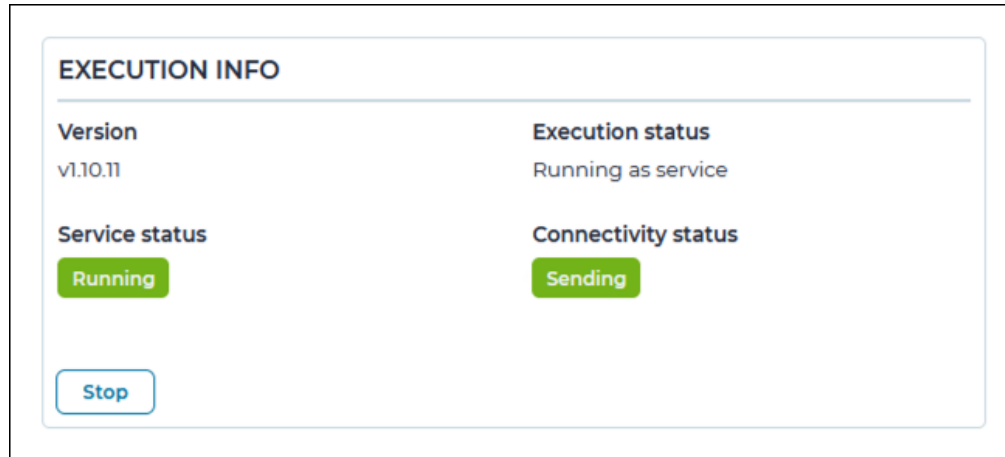 EXECUTION INFO
Version
v1.10.11
Execution status
Running as service
Service status
Running
Connectivity status
Sending
Stop